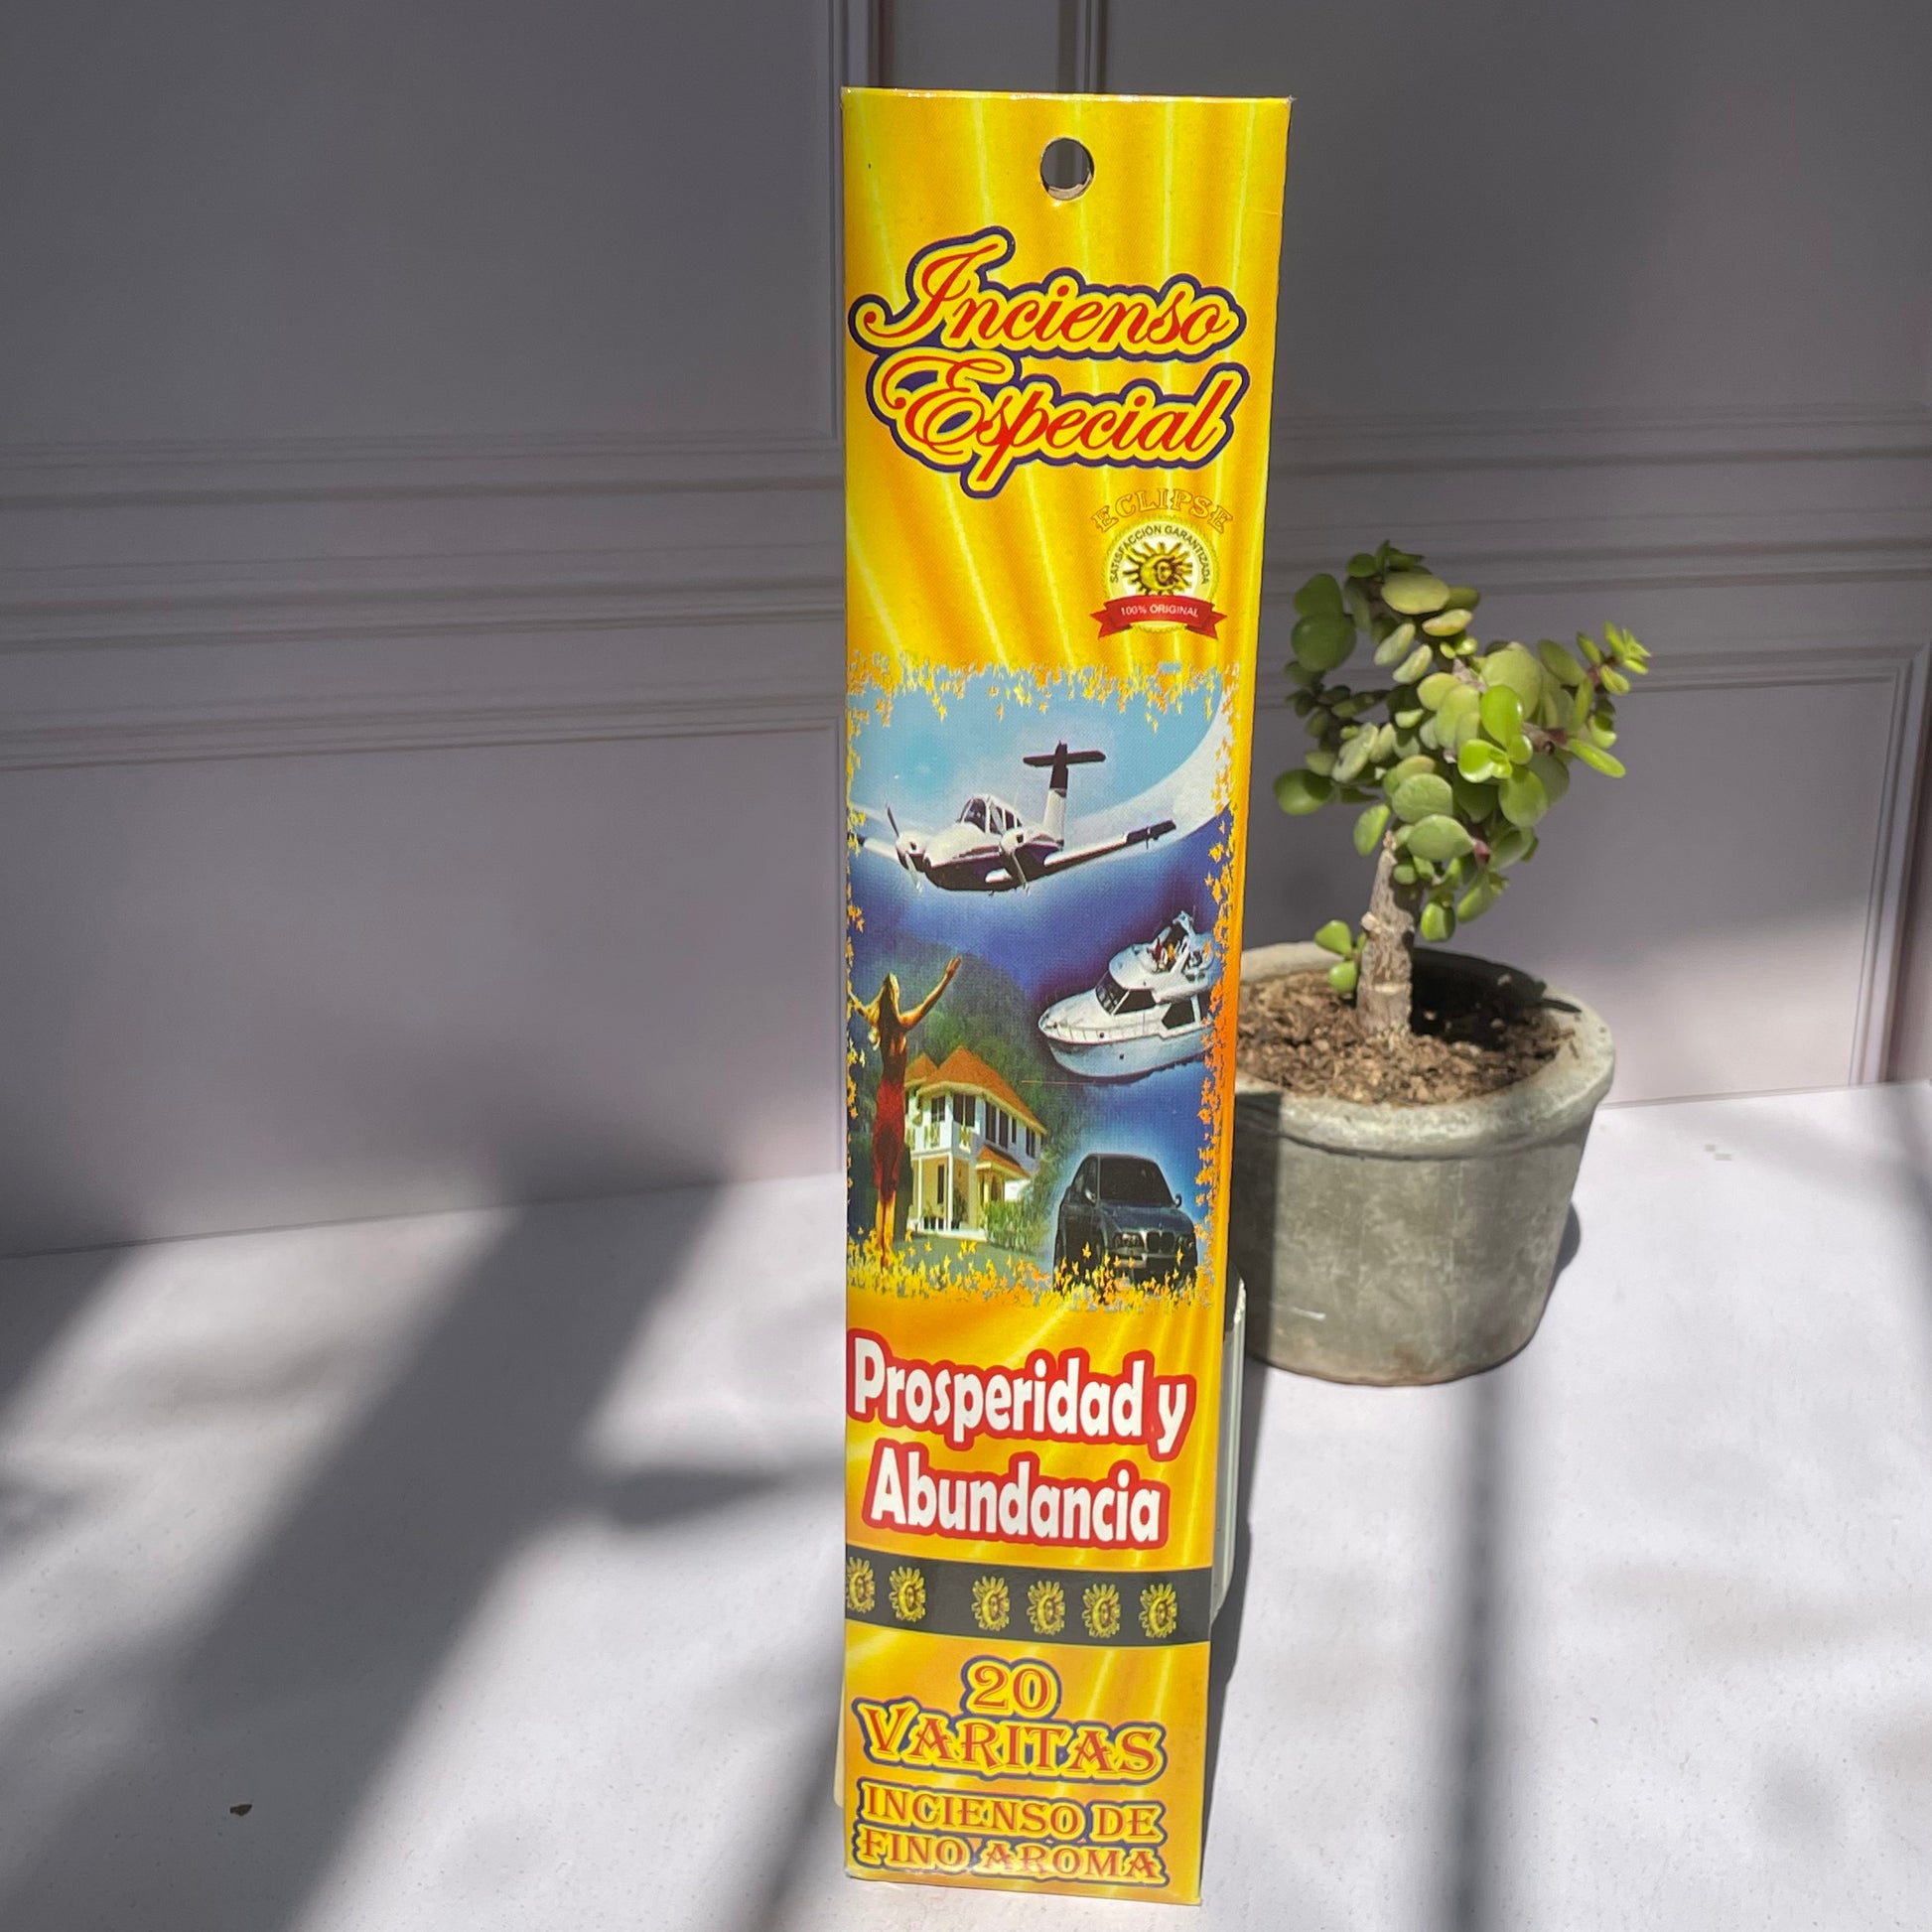 Incienso
Especial
ECLIPSE
SATISFACCIÓN GARANTIZADA
100% ORIGINAL
Prosperidad y
Abundancia
20
VARITAS
INCIENSO DE
FINO AROMA